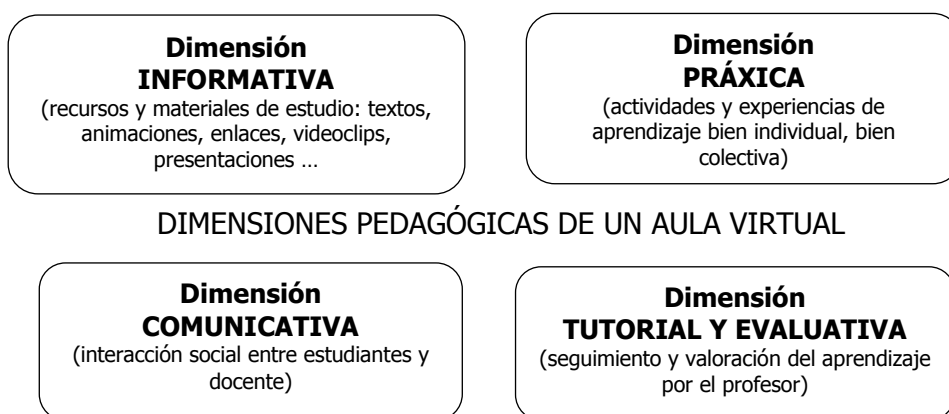 Dimensión
INFORMATIVA
(recursos y materiales de estudio: textos,
animaciones, enlaces, videoclips,
presentaciones …
Dimensión
PRÁXICA
(actividades y experiencias de
aprendizaje bien individual, bien
colectiva)
DIMENSIONES PEDAGÓGICAS DE UN AULA VIRTUAL
Dimensión
COMUNICATIVA
(interacción social entre estudiantes y
docente)
Dimensión
TUTORIAL Y EVALUATIVA
(seguimiento y valoración del aprendizaje
por el profesor)